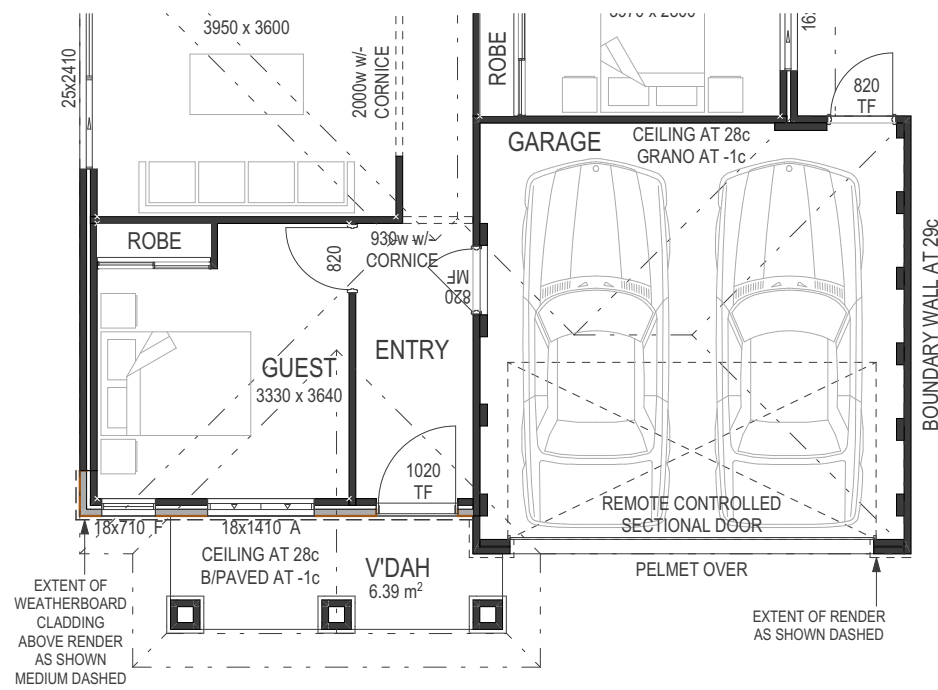 3950 x 3600
25x2410
2000w w/-
CORNICE
ROBE
820
TF
GARAGE
CEILING AT 28c
GRANO AT -1c
ROBE
820
930w w/-
CORNICE
820
MF
BOUNDARY WALL AT 29c
GUEST
3330 x 3640
ENTRY
1020
TF
REMOTE CONTROLLED
SECTIONAL DOOR
18x710 F
18x1410 A
CEILING AT 28c
B/PAVED AT -1c
V'DAH
6.39 m²
PELMET OVER
EXTENT OF
WEATHERBOARD
CLADDING
ABOVE RENDER
AS SHOWN
MEDIUM DASHED
EXTENT OF RENDER
AS SHOWN DASHED